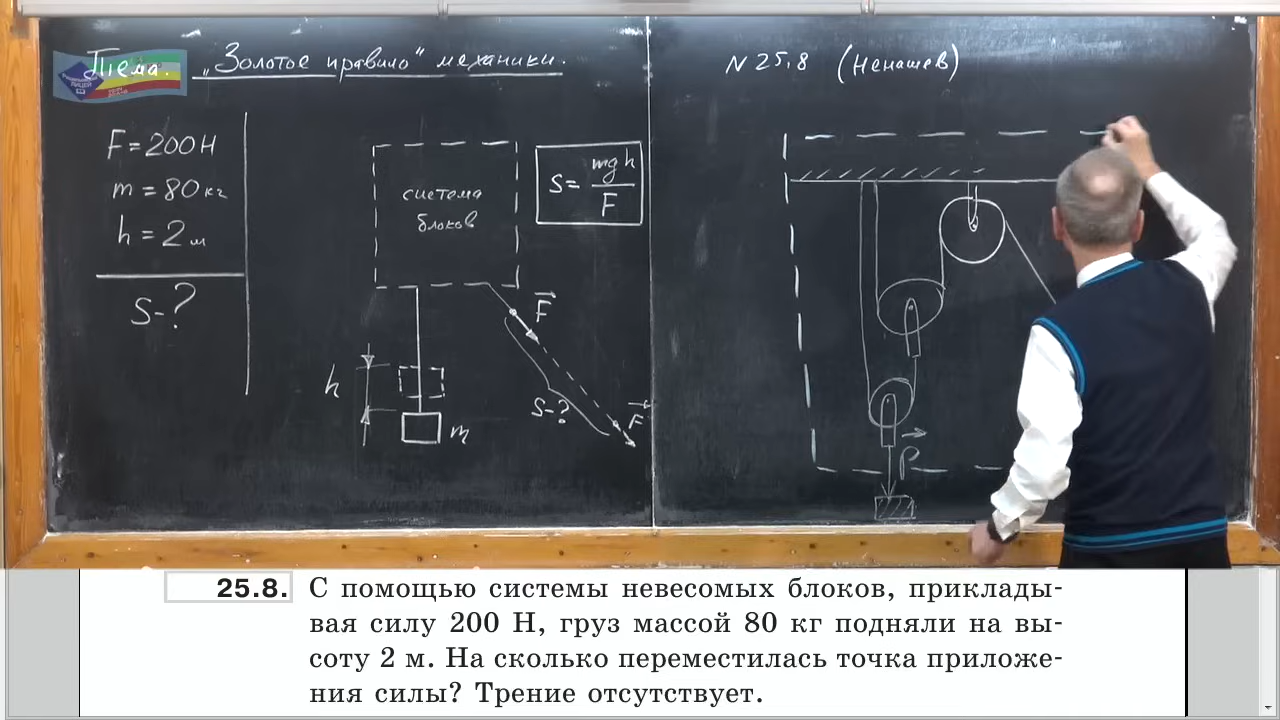 Тема. „Золотое правило" механики.
F = 200 Н
m = 80 кг
h = 2 м
S - ?
система
блоков
S = mgh / F
F
h
m
S - ?
F
N 25.8 (Ненашев)
P
25.8. С помощью системы невесомых блоков, приклады-
вая силу 200 Н, груз массой 80 кг подняли на вы-
соту 2 м. На сколько переместилась точка приложе-
ния силы? Трение отсутствует.